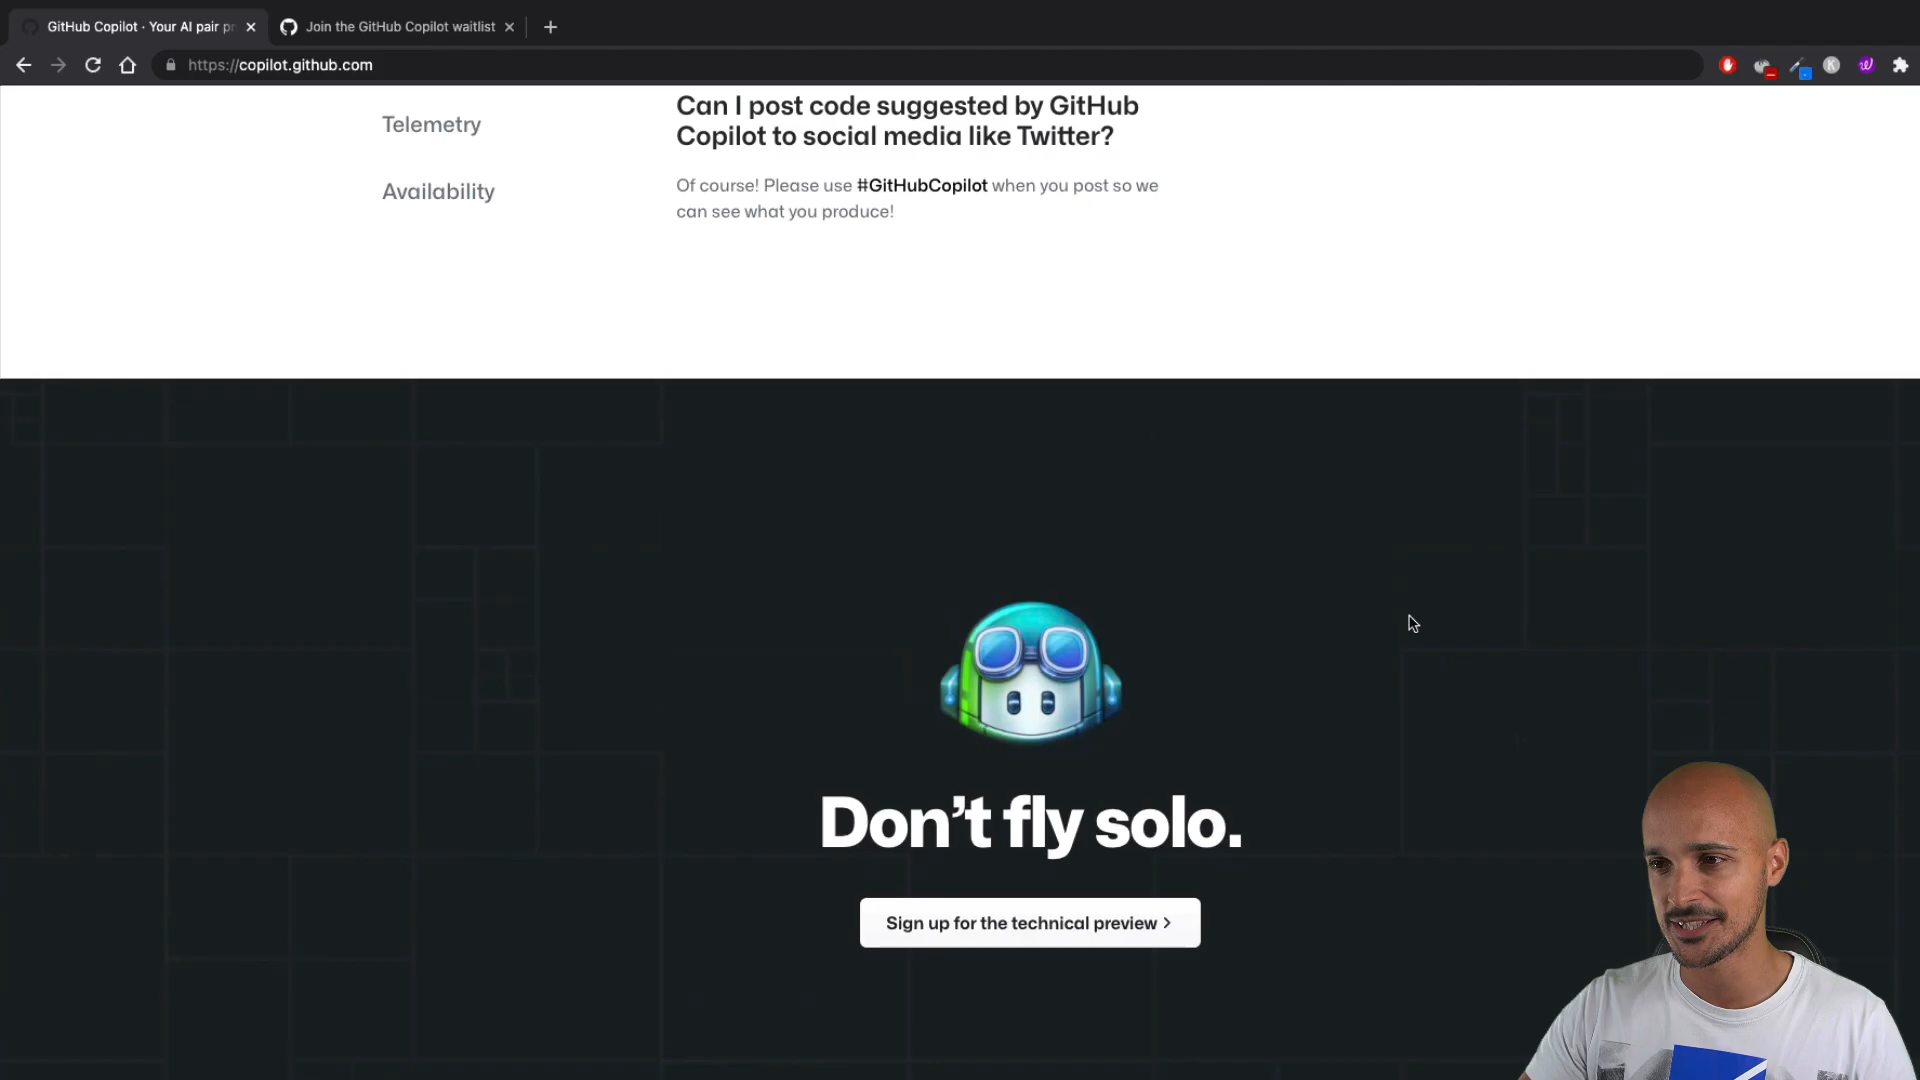 GitHub Copilot · Your AI pair pr
Join the GitHub Copilot waitlist
https://copilot.github.com
Telemetry
Availability
Can I post code suggested by GitHub
Copilot to social media like Twitter?
Of course! Please use #GitHubCopilot when you post so we
can see what you produce!
Don’t fly solo.
Sign up for the technical preview >